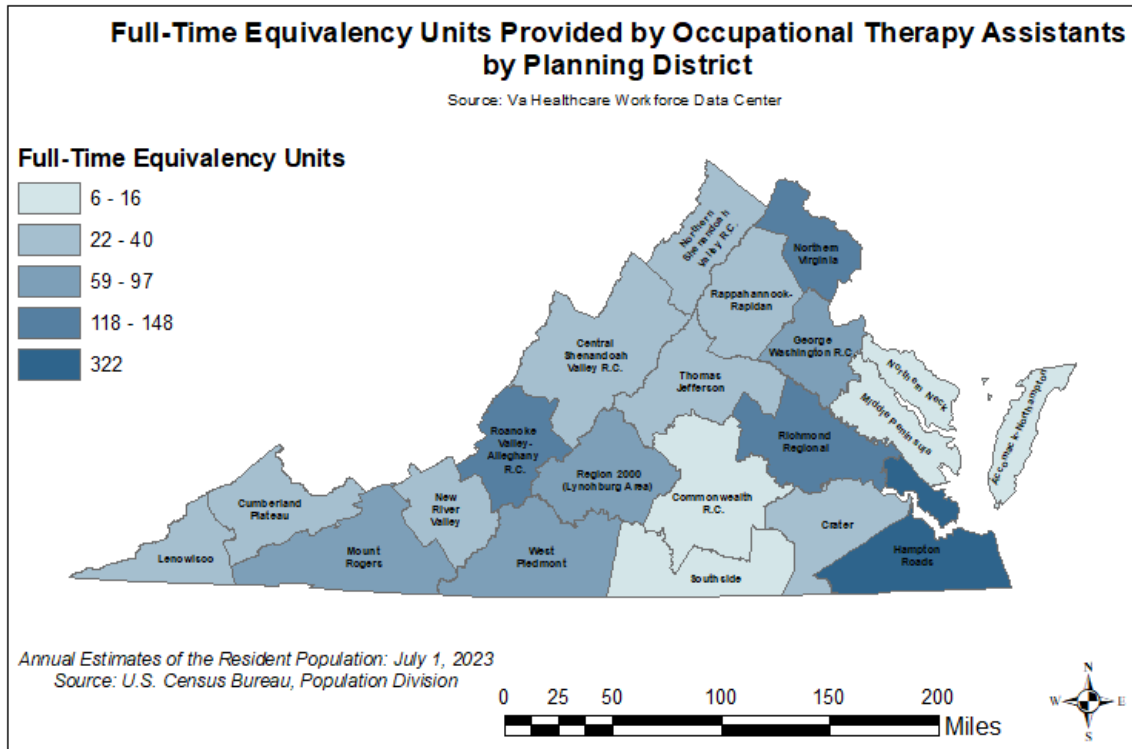 Full-Time Equivalency Units Provided by Occupational Therapy Assistants
by Planning District
Source: Va Healthcare Workforce Data Center
Full-Time Equivalency Units
6 - 16
22 - 40
59 - 97
118 - 148
322
Northern
Shenandoah
Valley R.C.
Northern
Virginia
Rappahannock-
Rapidan
Central
Shenandoah
Valley R.C.
George
Washington R.C.
Northern Neck
Thomas
Jefferson
Middle Peninsula
Accomack-Northampton
Roanoke
Valley-
Alleghany
R.C.
Richmond
Regional
Region 2000
(Lynchburg Area)
Commonwealth
R.C.
Cumberland
Plateau
New
River
Valley
Crater
Lenowisco
Mount
Rogers
West
Piedmont
Hampton
Roads
Southside
Annual Estimates of the Resident Population: July 1, 2023
Source: U.S. Census Bureau, Population Division
0 25 50 100 150 200
Miles
N
W E
S